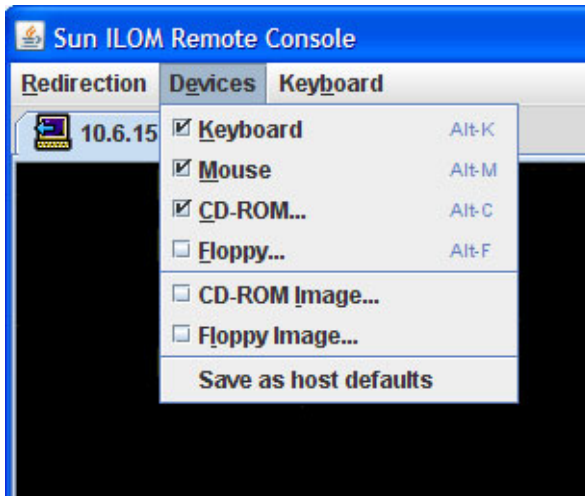 Sun ILOM Remote Console
Redirection Devices Keyboard
10.6.15
Keyboard Alt-K
Mouse Alt-M
CD-ROM... Alt-C
Floppy... Alt-F
CD-ROM Image...
Floppy Image...
Save as host defaults